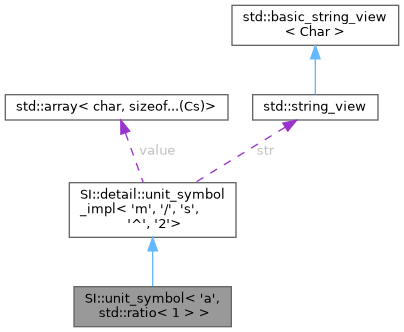 std::basic_string_view
< Char >
std::array< char, sizeof...(Cs)>
std::string_view
value
str
SI::detail::unit_symbol
_impl< 'm', '/', 's',
'^', '2'>
SI::unit_symbol< 'a',
std::ratio< 1 > >